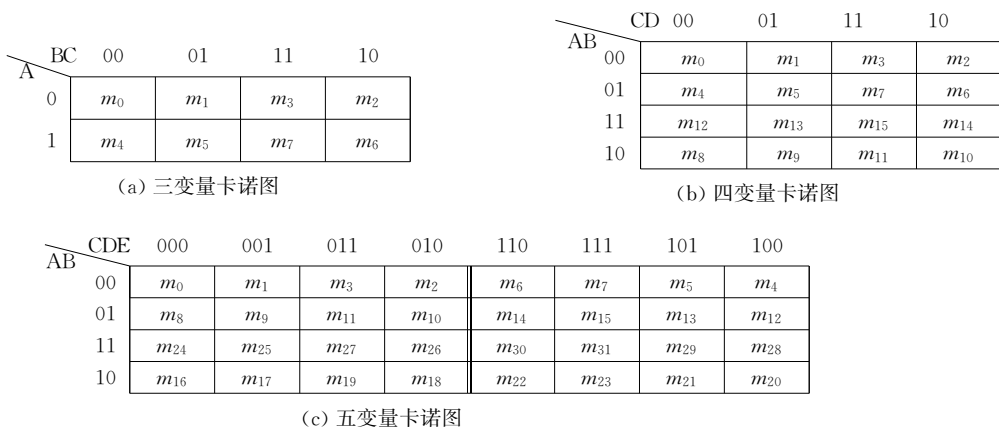 BC 00 01 11 10
A
0 m0 m1 m3 m2
1 m4 m5 m7 m6
(a) 三变量卡诺图
CD 00 01 11 10
AB
00 m0 m1 m3 m2
01 m4 m5 m7 m6
11 m12 m13 m15 m14
10 m8 m9 m11 m10
(b) 四变量卡诺图
CDE 000 001 011 010 110 111 101 100
AB
00 m0 m1 m3 m2 m6 m7 m5 m4
01 m8 m9 m11 m10 m14 m15 m13 m12
11 m24 m25 m27 m26 m30 m31 m29 m28
10 m16 m17 m19 m18 m22 m23 m21 m20
(c) 五变量卡诺图